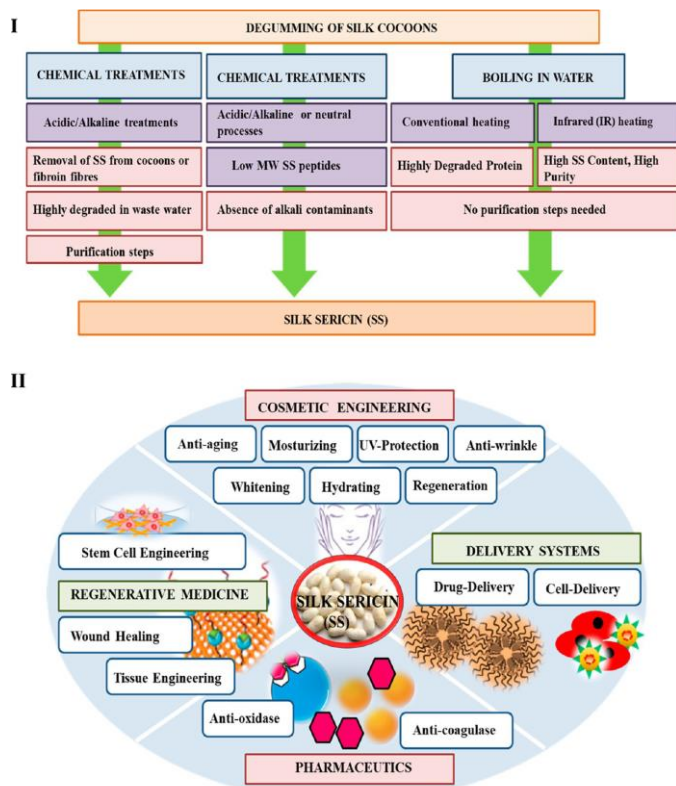 I
DEGUMMING OF SILK COCOONS
CHEMICAL TREATMENTS
Acidic/Alkaline treatments
Removal of SS from cocoons or
fibroin fibres
Highly degraded in waste water
Purification steps
CHEMICAL TREATMENTS
Acidic/Alkaline or neutral
processes
Low MW SS peptides
Absence of alkali contaminants
BOILING IN WATER
Conventional heating
Infrared (IR) heating
Highly Degraded Protein
High SS Content, High
Purity
No purification steps needed
SILK SERICIN (SS)
II
COSMETIC ENGINEERING
Anti-aging
Mosturizing
UV-Protection
Anti-wrinkle
Whitening
Hydrating
Regeneration
Stem Cell Engineering
REGENERATIVE MEDICINE
Wound Healing
Tissue Engineering
SILK SERICIN
(SS)
DELIVERY SYSTEMS
Drug-Delivery
Cell-Delivery
Anti-oxidase
Anti-coagulase
PHARMACEUTICS